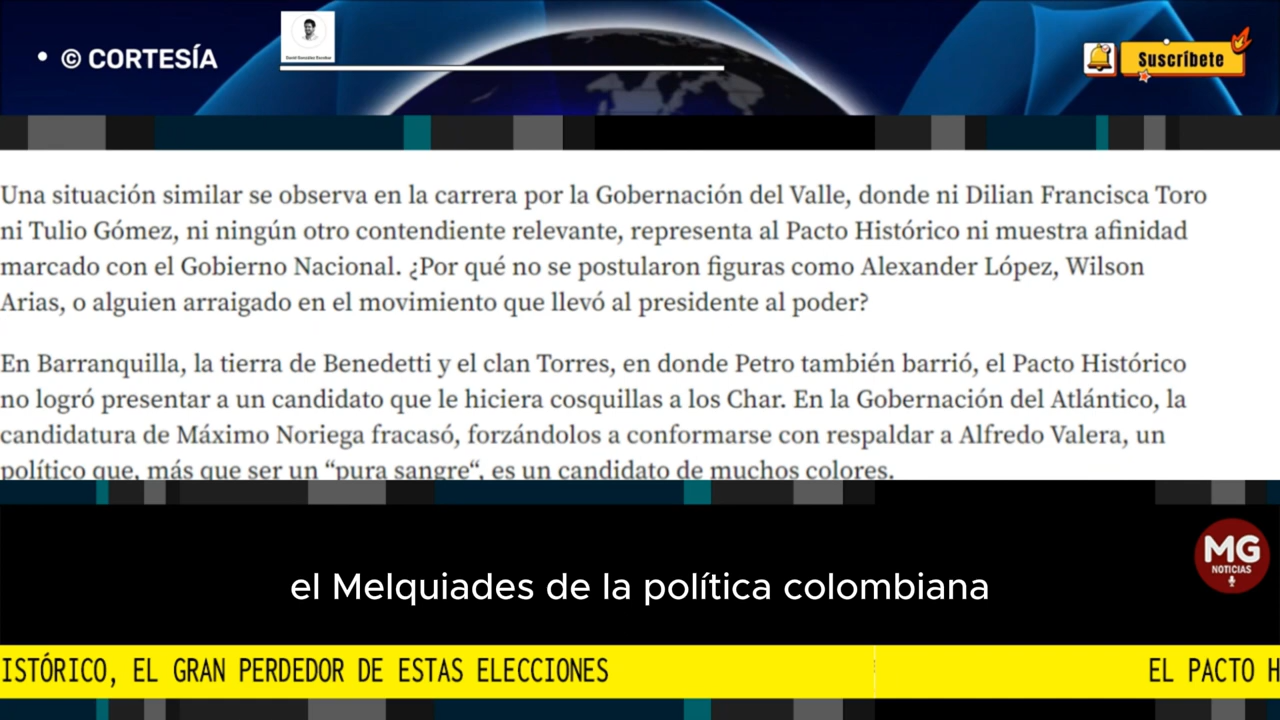 • © CORTESÍA
David González Escobar
Suscríbete
Una situación similar se observa en la carrera por la Gobernación del Valle, donde ni Dilian Francisca Toro
ni Tulio Gómez, ni ningún otro contendiente relevante, representa al Pacto Histórico ni muestra afinidad
marcado con el Gobierno Nacional. ¿Por qué no se postularon figuras como Alexander López, Wilson
Arias, o alguien arraigado en el movimiento que llevó al presidente al poder?
En Barranquilla, la tierra de Benedetti y el clan Torres, en donde Petro también barrió, el Pacto Histórico
no logró presentar a un candidato que le hiciera cosquillas a los Char. En la Gobernación del Atlántico, la
candidatura de Máximo Noriega fracasó, forzándolos a conformarse con respaldar a Alfredo Valera, un
político que, más que ser un “pura sangre“, es un candidato de muchos colores.
MG
NOTICIAS
el Melquiades de la política colombiana
ISTÓRICO, EL GRAN PERDEDOR DE ESTAS ELECCIONES
EL PACTO H